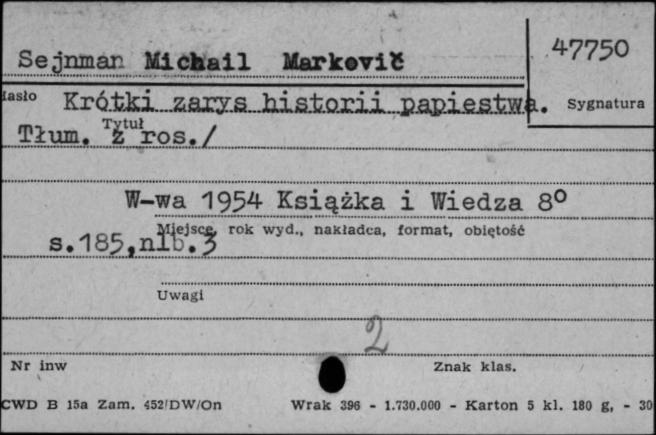 Sejnman Michail Markovič
47750
Hasło Krótki zarys historii papiestwa. Sygnatura
Tytuł
Tłum. z ros./
W-wa 1954 Książka i Wiedza 8º
Miejsce, rok wyd., nakładca, format, objętość
s.185,nlb.3
Uwagi
2
Nr inw Znak klas.
CWD B 15a Zam. 452/DW/On Wrak 396 - 1.730.000 - Karton 5 kl. 180 g, - 30